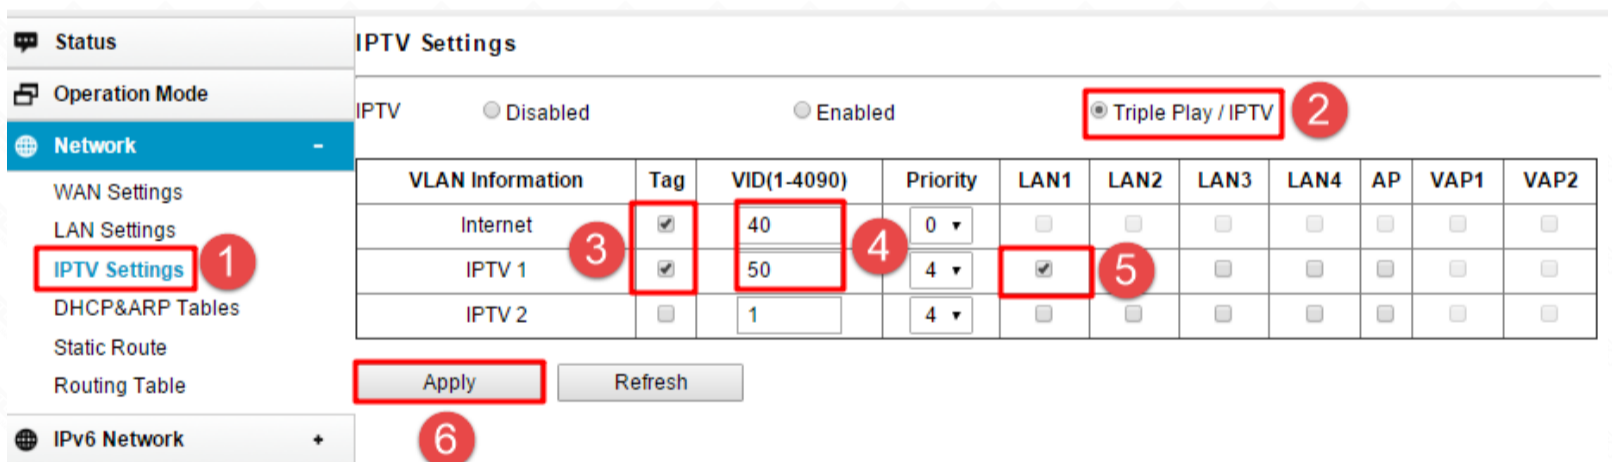 Status
Operation Mode
Network -
WAN Settings
LAN Settings
IPTV Settings 1
DHCP&ARP Tables
Static Route
Routing Table
IPv6 Network +
IPTV Settings
IPTV Disabled Enabled Triple Play / IPTV 2
VLAN Information Tag VID(1-4090) Priority LAN1 LAN2 LAN3 LAN4 AP VAP1 VAP2
Internet 3 40 4 0
IPTV 1 50 4 5
IPTV 2 1 4
Apply Refresh
6